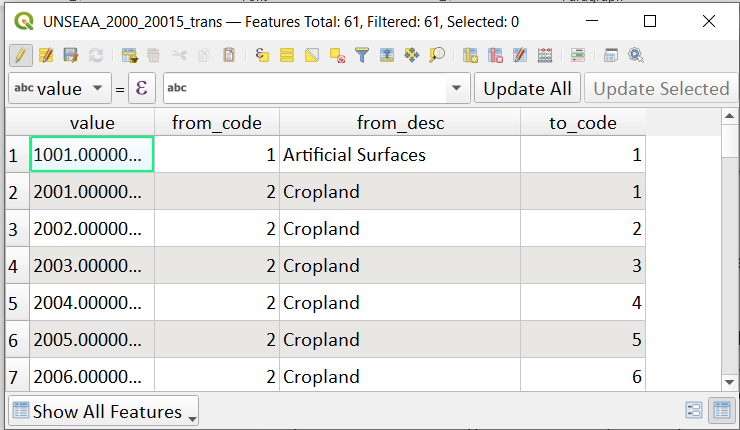 UNSEAA_2000_20015_trans — Features Total: 61, Filtered: 61, Selected: 0
abc value = ε abc Update All Update Selected
value from_code from_desc to_code
1 1001.00000... 1 Artificial Surfaces 1
2 2001.00000... 2 Cropland 1
3 2002.00000... 2 Cropland 2
4 2003.00000... 2 Cropland 3
5 2004.00000... 2 Cropland 4
6 2005.00000... 2 Cropland 5
7 2006.00000... 2 Cropland 6
Show All Features